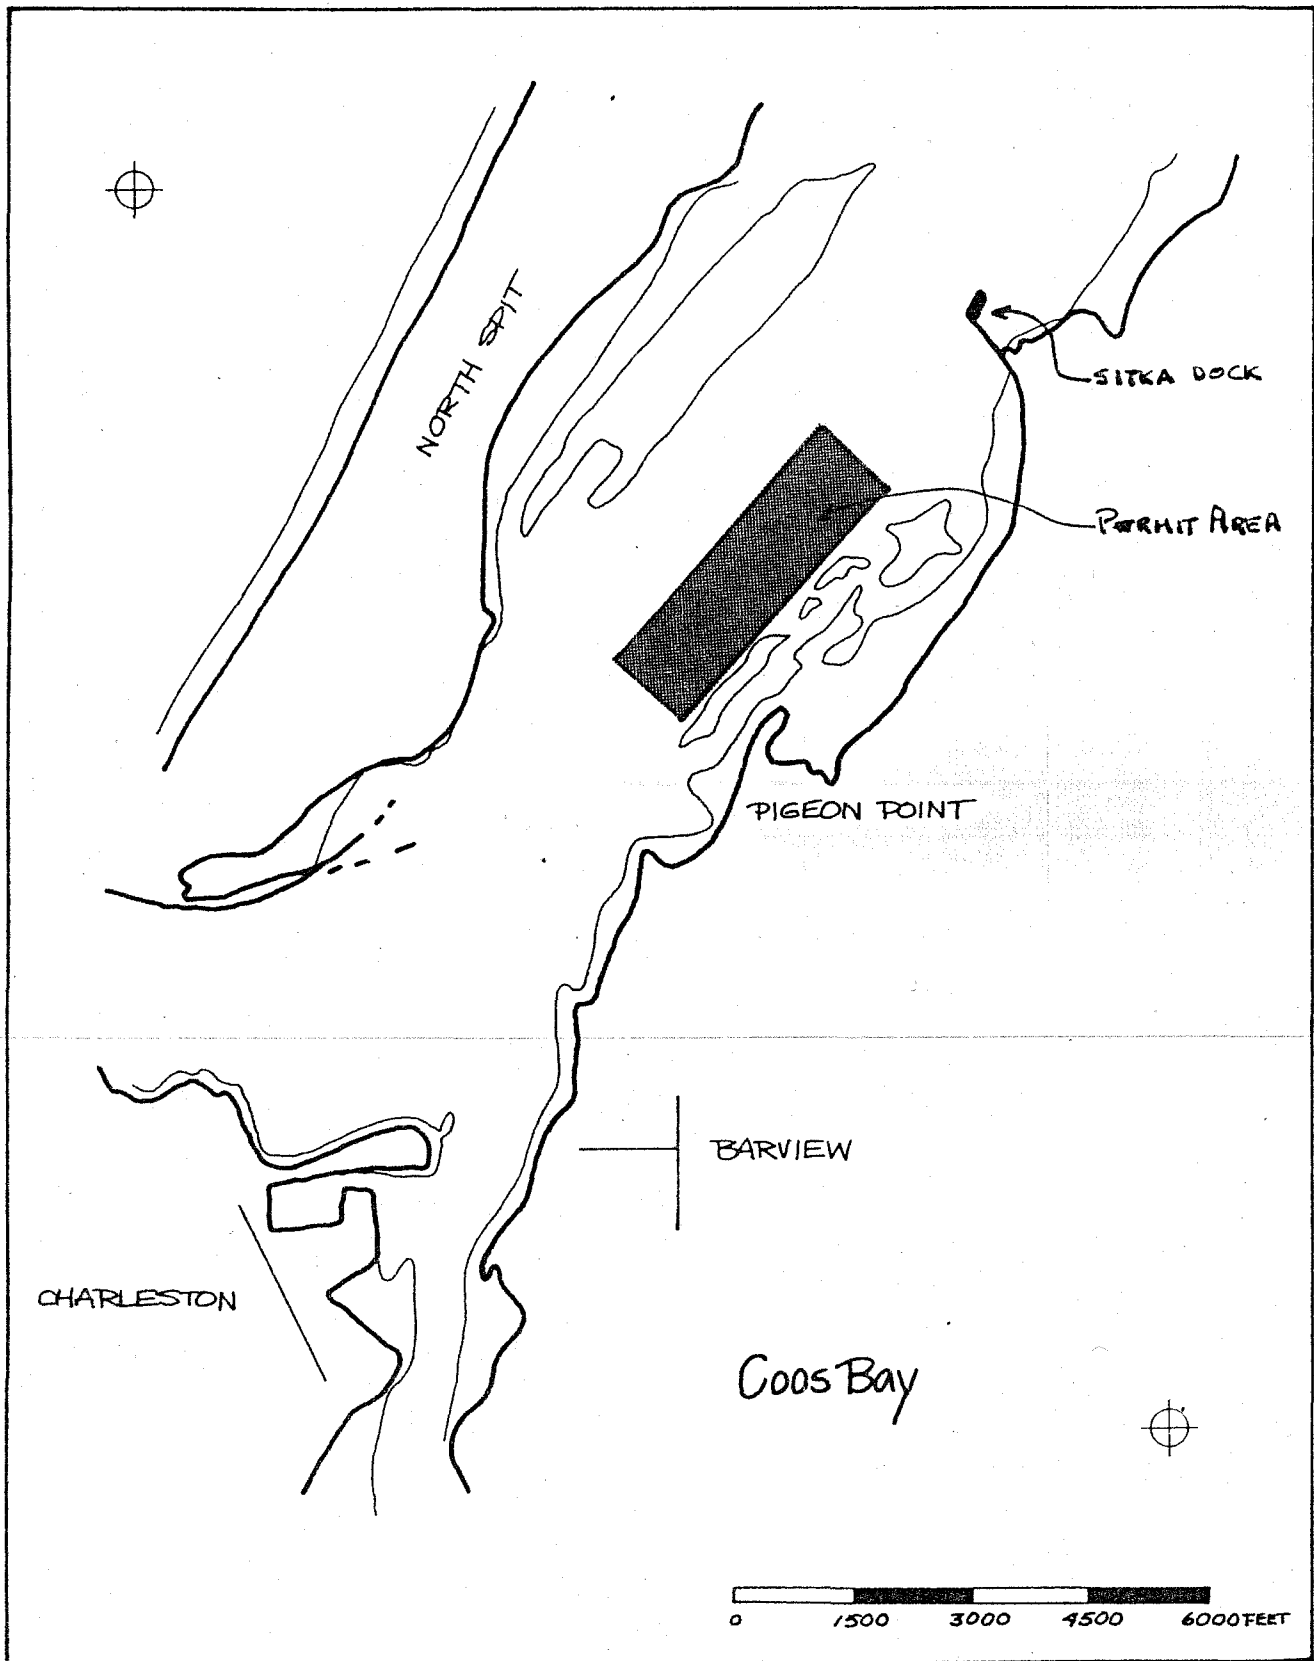 NORTH SPIT
SITKA DOCK
PERMIT AREA
PIGEON POINT
BARVIEW
CHARLESTON
Coos Bay
0 1500 3000 4500 6000 FEET